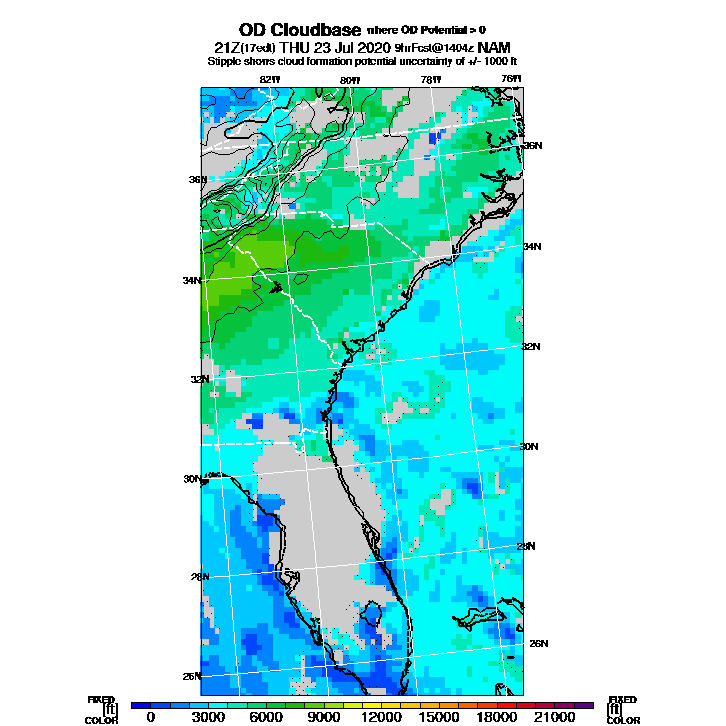 OD Cloudbase where OD Potential > 0
21Z(17edt) THU 23 Jul 2020 9hrFcst@1404z NAM
Stipple shows cloud formation potential uncertainty of +/- 1000 ft
82W 80W 78W 76W
36N 36N
34N 34N
32N 32N
30N 30N
28N 28N
26N 26N
FIXED FIXED
[ft] [ft]
COLOR COLOR
0 3000 6000 9000 12000 15000 18000 21000